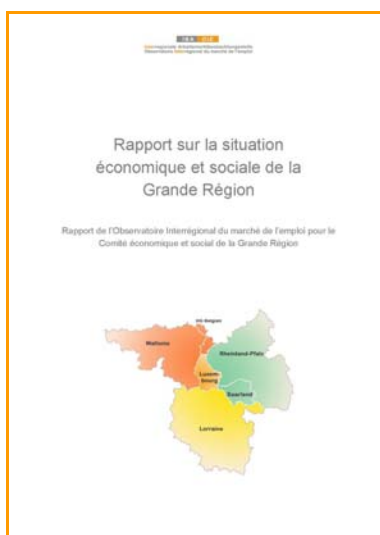 IBA OIE
Interregionale Arbeitsmarktbeobachtungsstelle
Observatoire Interrégional du marché de l'emploi
Rapport sur la situation
économique et sociale de la
Grande Région
Rapport de l'Observatoire Interrégional du marché de l'emploi pour le
Comité économique et social de la Grande Région
Wallonie
Rheinland-Pfalz
Luxem-
bourg
Saarland
Lorraine